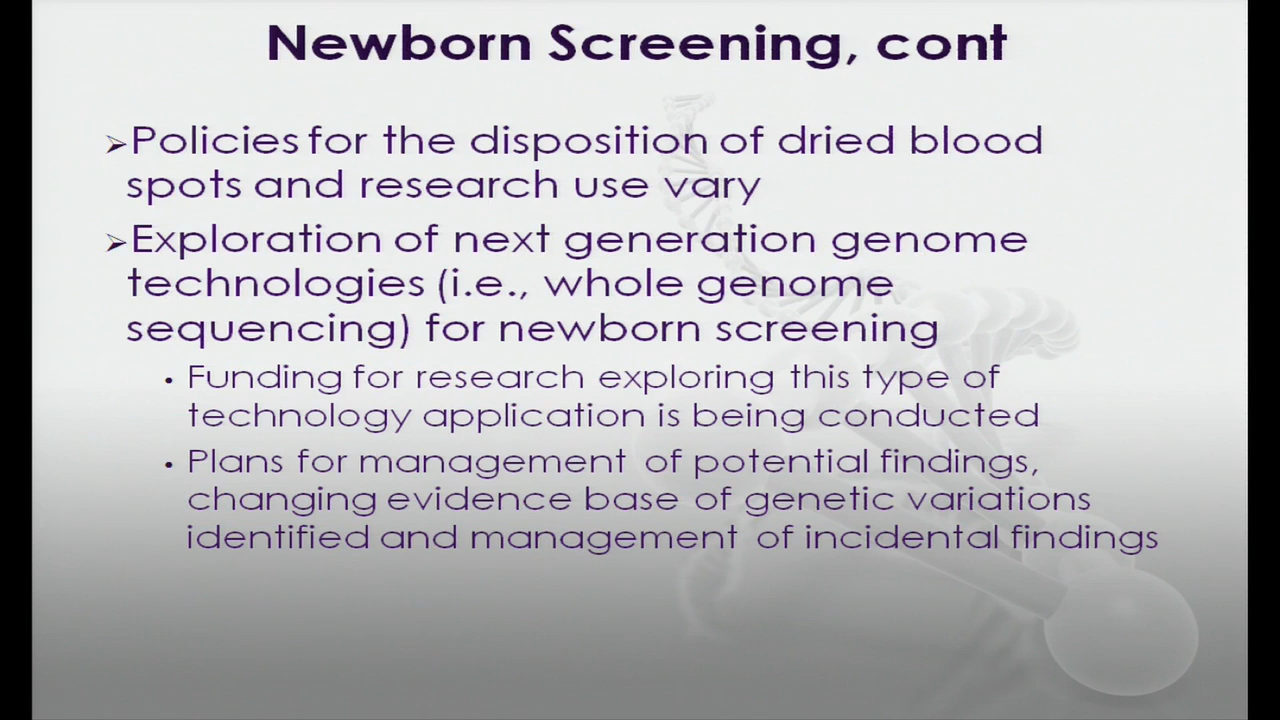 Newborn Screening, cont
➢Policies for the disposition of dried blood
spots and research use vary
➢Exploration of next generation genome
technologies (i.e., whole genome
sequencing) for newborn screening
• Funding for research exploring this type of
technology application is being conducted
• Plans for management of potential findings,
changing evidence base of genetic variations
identified and management of incidental findings